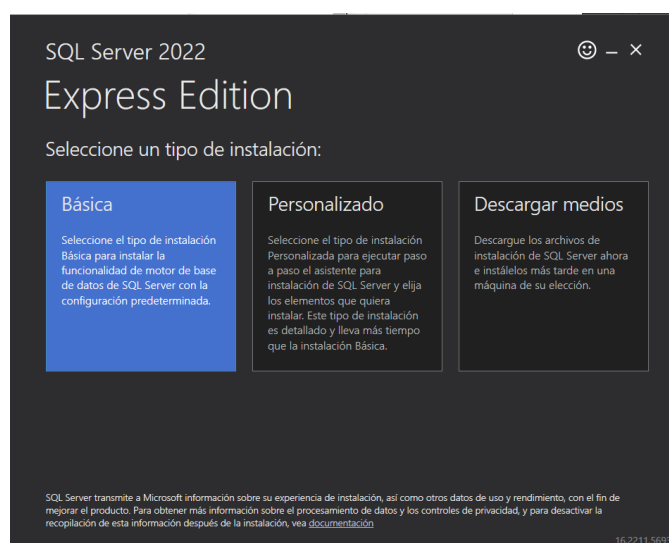 SQL Server 2022
Express Edition
Seleccione un tipo de instalación:
Básica
Seleccione el tipo de instalación
Básica para instalar la
funcionalidad de motor de base
de datos de SQL Server con la
configuración predeterminada.
Personalizado
Seleccione el tipo de instalación
Personalizada para ejecutar paso
a paso el asistente para
instalación de SQL Server y elija
los elementos que quiera
instalar. Este tipo de instalación
es detallado y lleva más tiempo
que la instalación Básica.
Descargar medios
Descargue los archivos de
instalación de SQL Server ahora
e instálelos más tarde en una
máquina de su elección.
SQL Server transmite a Microsoft información sobre su experiencia de instalación, así como otros datos de uso y rendimiento, con el fin de
mejorar el producto. Para obtener más información sobre el procesamiento de datos y los controles de privacidad, y para desactivar la
recopilación de esta información después de la instalación, vea documentación